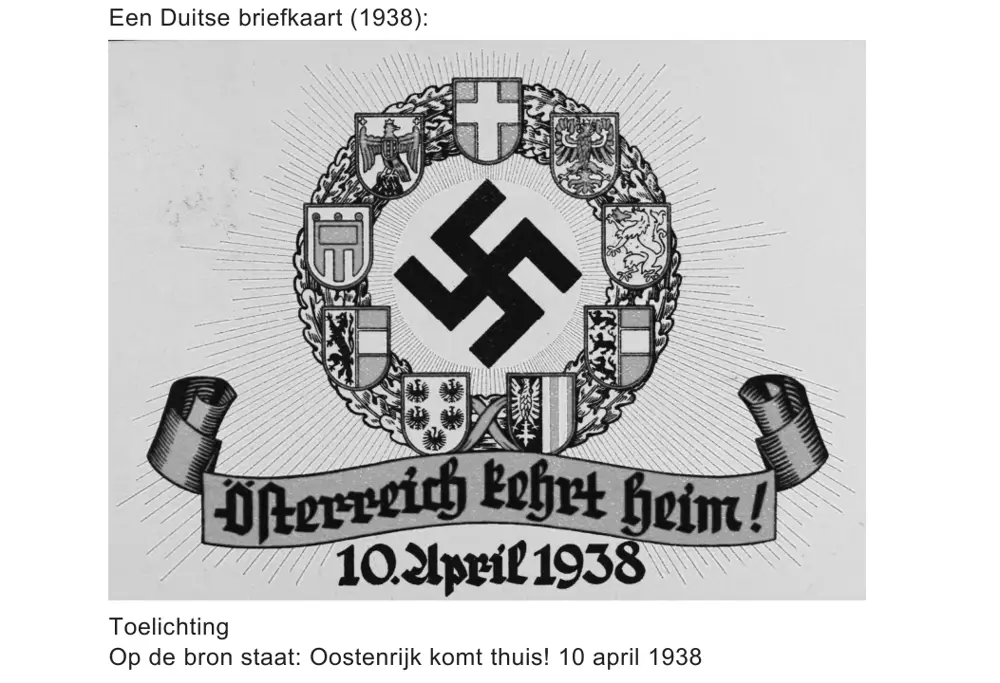 Een Duitse briefkaart (1938):
Österreich kehrt heim!
10. April 1938
Toelichting
Op de bron staat: Oostenrijk komt thuis! 10 april 1938